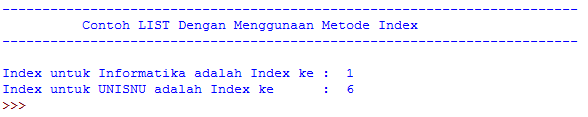 --------------------------------------------------------------------------
Contoh LIST Dengan Menggunaan Metode Index
--------------------------------------------------------------------------
Index untuk Informatika adalah Index ke :  1
Index untuk UNISNU adalah Index ke      :  6
>>>